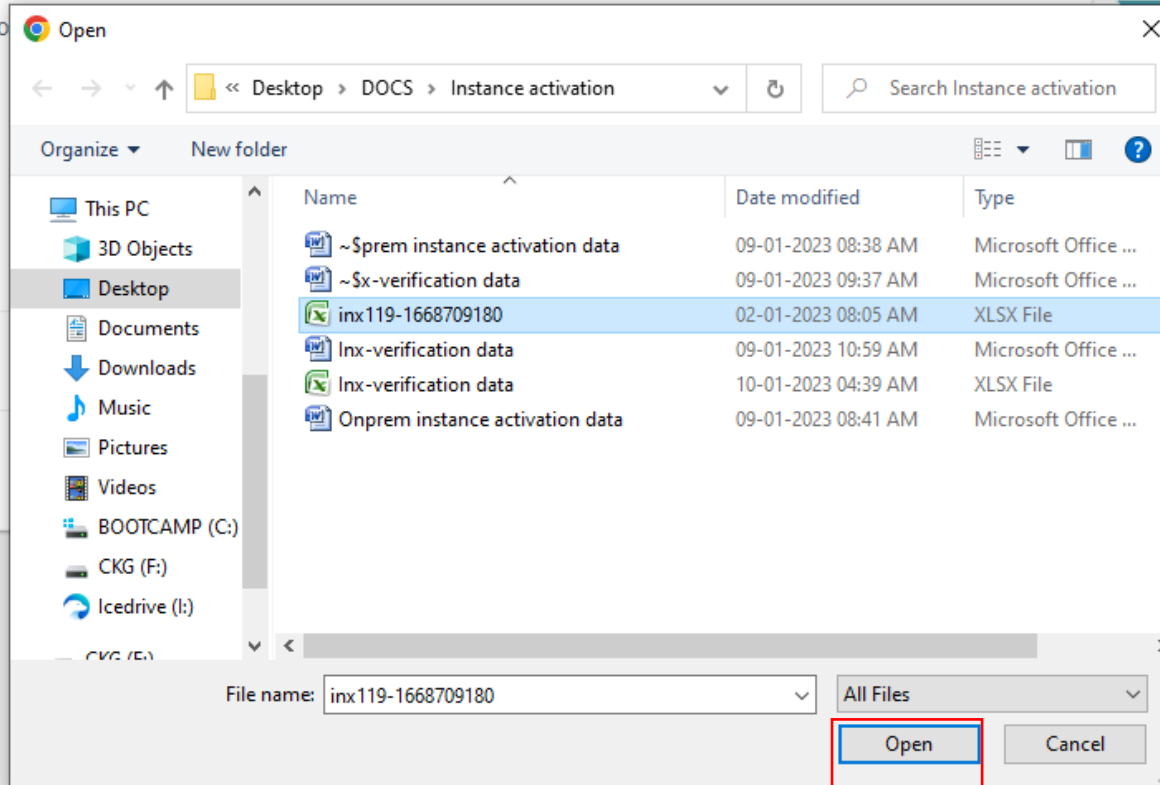 Open
« Desktop › DOCS › Instance activation
Search Instance activation
Organize
New folder
?
Name Date modified Type
This PC
3D Objects
Desktop
Documents
Downloads
Music
Pictures
Videos
BOOTCAMP (C:)
CKG (F:)
Icedrive (I:)
CKG (F:)
~$prem instance activation data 09-01-2023 08:38 AM Microsoft Office ...
~$x-verification data 09-01-2023 09:37 AM Microsoft Office ...
inx119-1668709180 02-01-2023 08:05 AM XLSX File
Inx-verification data 09-01-2023 10:59 AM Microsoft Office ...
Inx-verification data 10-01-2023 04:39 AM XLSX File
Onprem instance activation data 09-01-2023 08:41 AM Microsoft Office ...
File name: inx119-1668709180 All Files
Open Cancel